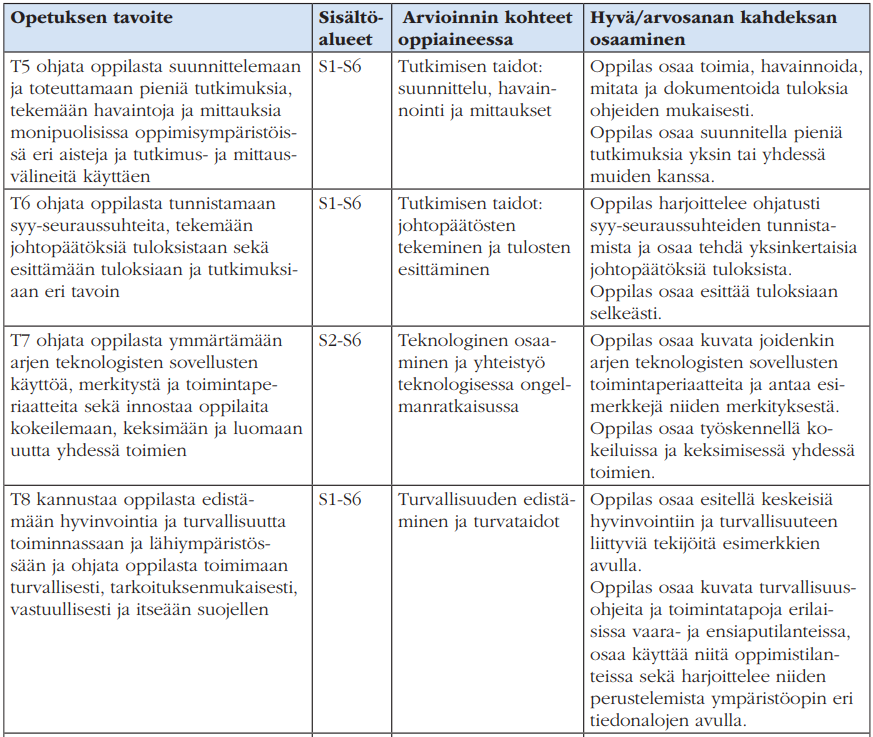 Opetuksen tavoite
Sisältö-
alueet
Arvioinnin kohteet
oppiaineessa
Hyvä/arvosanan kahdeksan
osaaminen
T5 ohjata oppilasta suunnittelemaan
ja toteuttamaan pieniä tutkimuksia,
tekemään havaintoja ja mittauksia
monipuolisissa oppimisympäristöis-
sä eri aisteja ja tutkimus- ja mittaus-
välineitä käyttäen
S1-S6
Tutkimisen taidot:
suunnittelu, havain-
nointi ja mittaukset
Oppilas osaa toimia, havainnoida,
mitata ja dokumentoida tuloksia
ohjeiden mukaisesti.
Oppilas osaa suunnitella pieniä
tutkimuksia yksin tai yhdessä
muiden kanssa.
T6 ohjata oppilasta tunnistamaan
syy-seuraussuhteita, tekemään
johtopäätöksiä tuloksistaan sekä
esittämään tuloksiaan ja tutkimuksi-
aan eri tavoin
S1-S6
Tutkimisen taidot:
johtopäätösten
tekeminen ja tulosten
esittäminen
Oppilas harjoittelee ohjatusti
syy-seuraussuhteiden tunnista-
mista ja osaa tehdä yksinkertaisia
johtopäätöksiä tuloksista.
Oppilas osaa esittää tuloksiaan
selkeästi.
T7 ohjata oppilasta ymmärtämään
arjen teknologisten sovellusten
käyttöä, merkitystä ja toimintape-
riaatteita sekä innostaa oppilaita
kokeilemaan, keksimään ja luomaan
uutta yhdessä toimien
S2-S6
Teknologinen osaa-
minen ja yhteistyö
teknologisessa ongel-
manratkaisussa
Oppilas osaa kuvata joidenkin
arjen teknologisten sovellusten
toimintaperiaatteita ja antaa esi-
merkkejä niiden merkityksestä.
Oppilas osaa työskennellä ko-
keiluissa ja keksimisessä yhdessä
toimien.
T8 kannustaa oppilasta edistä-
mään hyvinvointia ja turvallisuutta
toiminnassaan ja lähiympäristös-
sään ja ohjata oppilasta toimimaan
turvallisesti, tarkoituksenmukaisesti,
vastuullisesti ja itseään suojellen
S1-S6
Turvallisuuden edistä-
minen ja turvataidot
Oppilas osaa esitellä keskeisiä
hyvinvointiin ja turvallisuuteen
liittyviä tekijöitä esimerkkien
avulla.
Oppilas osaa kuvata turvallisuus-
ohjeita ja toimintatapoja erilai-
sissa vaara- ja ensiaputilanteissa,
osaa käyttää niitä oppimistilan-
teissa sekä harjoittelee niiden
perustelemista ympäristöopin eri
tiedonalojen avulla.